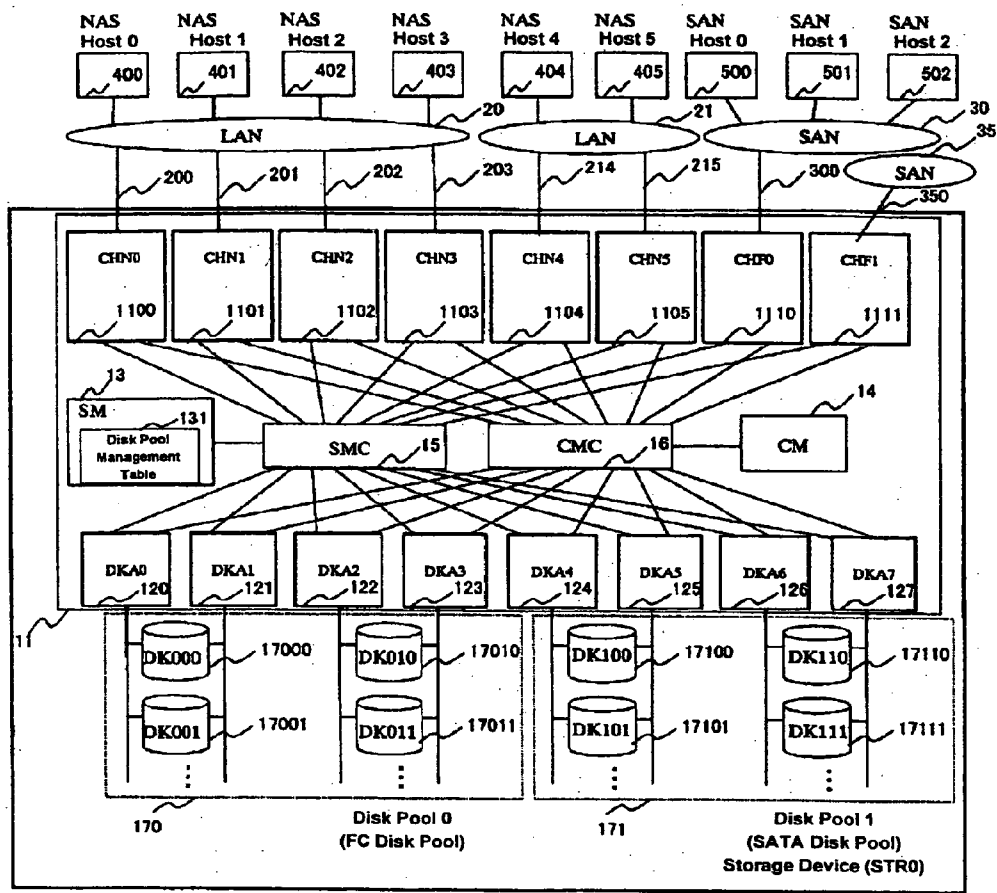 NAS NAS NAS NAS NAS NAS SAN SAN SAN
Host 0 Host 1 Host 2 Host 3 Host 4 Host 5 Host 0 Host 1 Host 2
400 401 402 403 404 405 500 501 502
20 21 30
LAN LAN SAN
35
SAN
200 201 202 203 214 215 300 350
CHN0 CHN1 CHN2 CHN3 CHN4 CHN5 CHF0 CHF1
1100 1101 1102 1103 1104 1105 1110 1111
13 14
SM 131
Disk Pool
Management
Table
SMC 15 CMC 16 CM
DKA0 DKA1 DKA2 DKA3 DKA4 DKA5 DKA6 DKA7
120 121 122 123 124 125 126 127
11
DK000 17000 DK010 17010 DK100 17100 DK110 17110
DK001 17001 DK011 17011 DK101 17101 DK111 17111
170 171
Disk Pool 0
(FC Disk Pool)
Disk Pool 1
(SATA Disk Pool)
Storage Device (STR0)